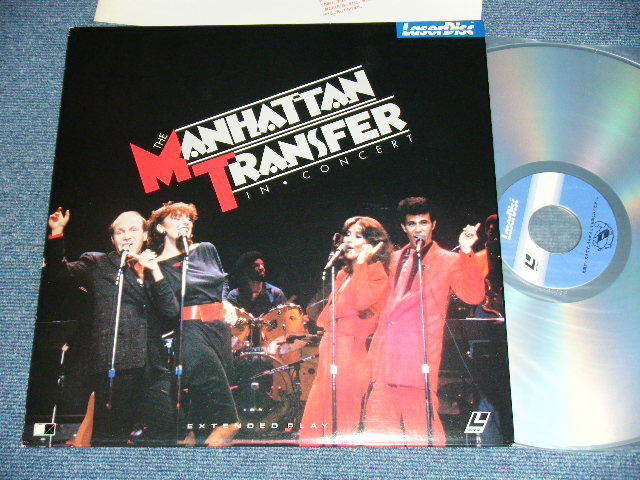 LaserDisc
THE
MANHATTAN
TRANSFER
IN • CONCERT
EXTENDED PLAY
LaserDisc